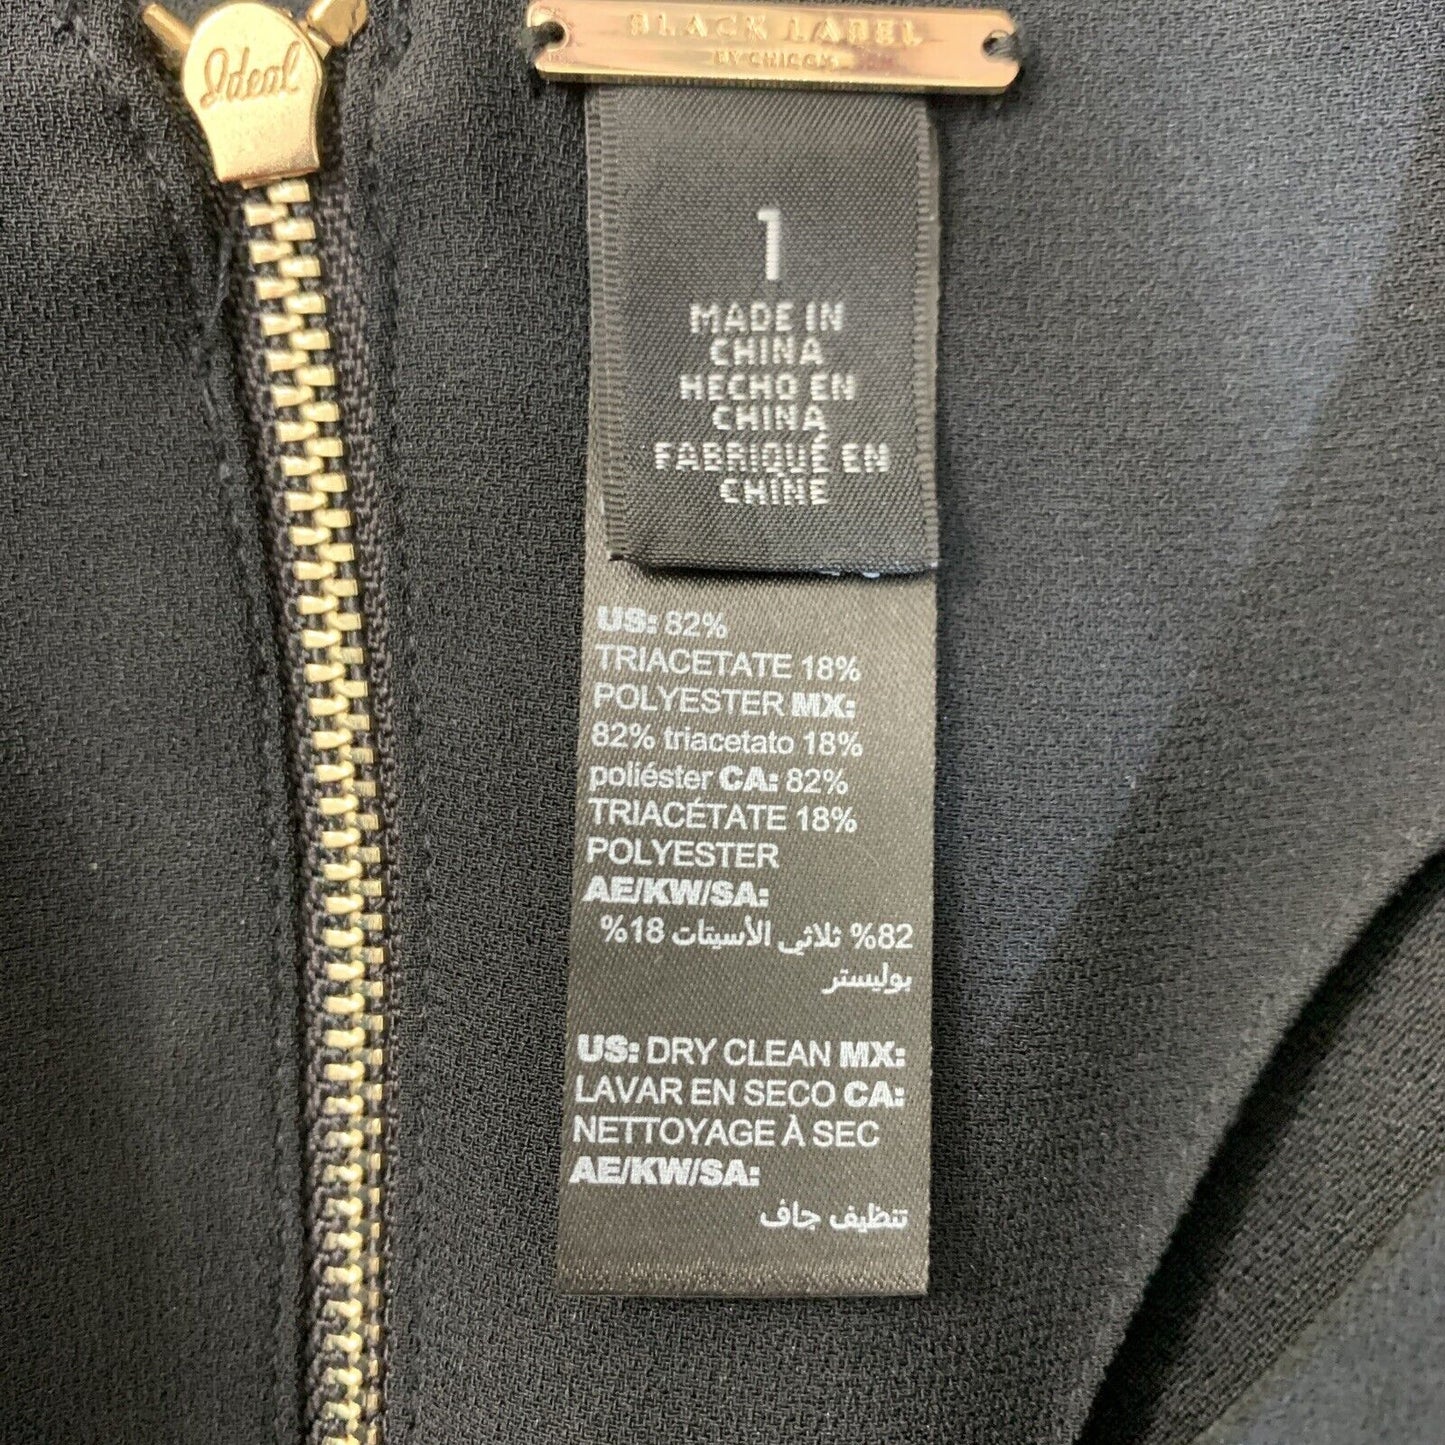 Ideal
BLACK LABEL
BY CHICO'S
1
MADE IN
CHINA
HECHO EN
CHINA
FABRIQUÉ EN
CHINE
US: 82%
TRIACETATE 18%
POLYESTER MX:
82% triacetato 18%
poliéster CA: 82%
TRIACÉTATE 18%
POLYESTER
AE/KW/SA:
82% ثلاثي الأسيتات 18%
بوليستر
US: DRY CLEAN MX:
LAVAR EN SECO CA:
NETTOYAGE À SEC
AE/KW/SA:
تنظيف جاف